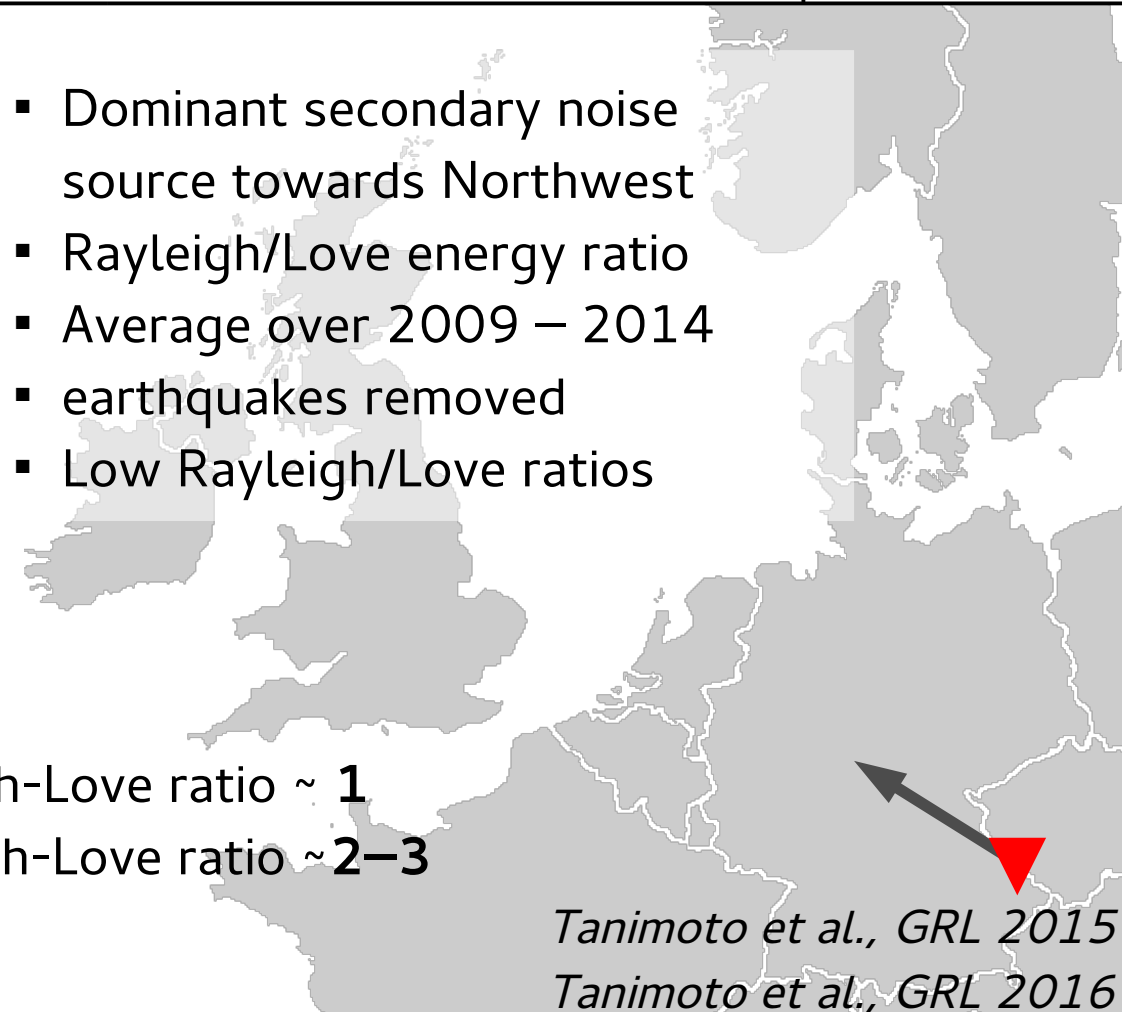 ▪ Dominant secondary noise
source towards Northwest
▪ Rayleigh/Love energy ratio
▪ Average over 2009 – 2014
▪ earthquakes removed
▪ Low Rayleigh/Love ratios
h-Love ratio ~ 1
h-Love ratio ~2–3
Tanimoto et al., GRL 2015
Tanimoto et al., GRL 2016